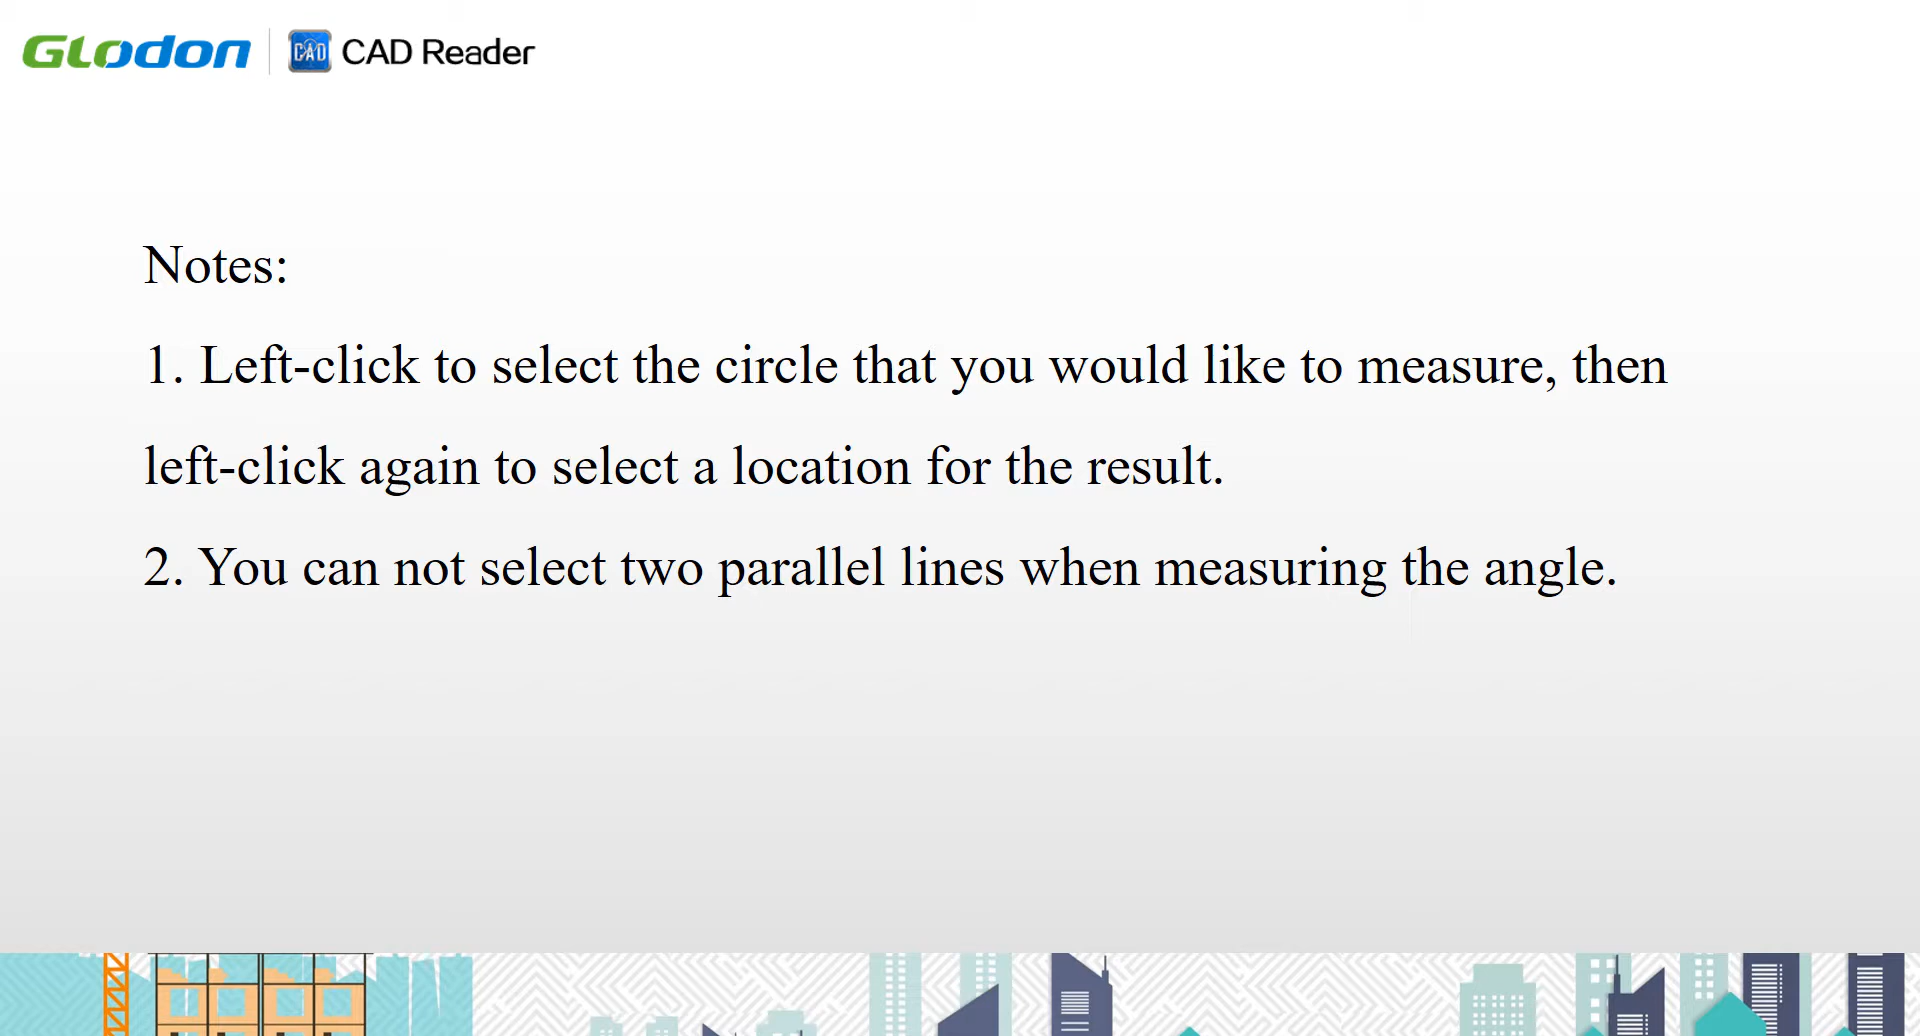 GLodon CAD CAD Reader
Notes:
1. Left-click to select the circle that you would like to measure, then
left-click again to select a location for the result.
2. You can not select two parallel lines when measuring the angle.